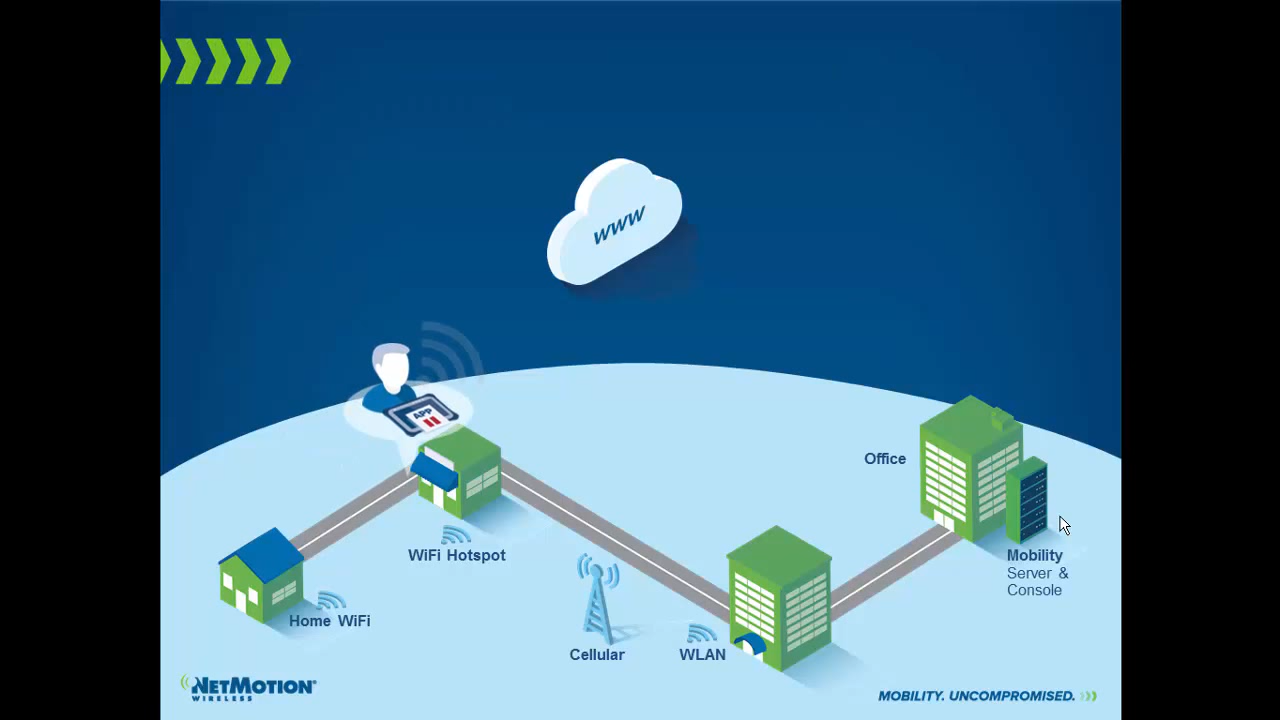 www
APP
Office
WiFi Hotspot
Mobility
Server &
Console
Home WiFi
Cellular
WLAN
NETMOTION
WIRELESS
MOBILITY. UNCOMPROMISED.